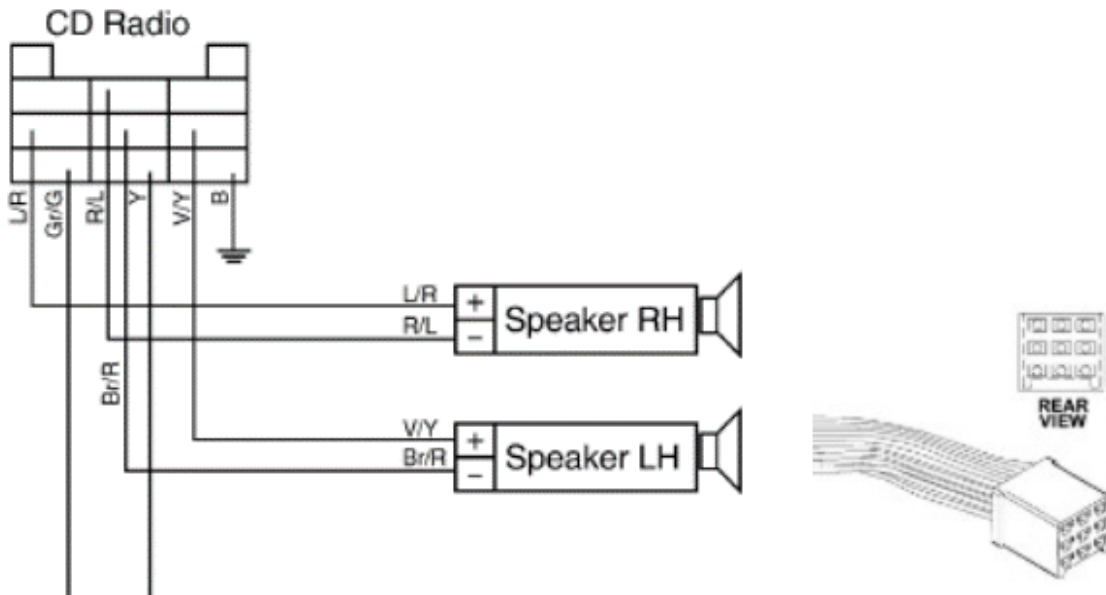 CD Radio
L/R
Gr/G
R/L
Y
V/Y
B
L/R
+
Speaker RH
R/L
−
Br/R
V/Y
+
Speaker LH
Br/R
−
REAR
VIEW